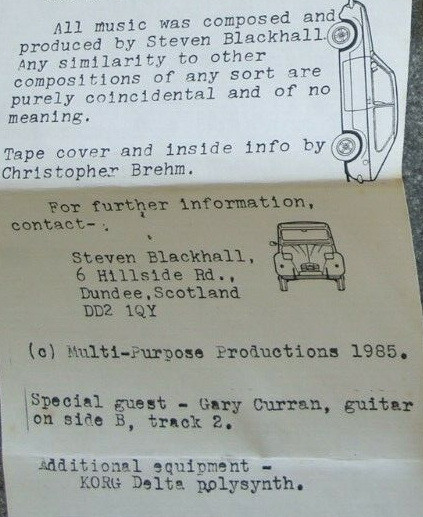 All music was composed and
produced by Steven Blackhall.
Any similarity to other
compositions of any sort are
purely coincidental and of no
meaning.
Tape cover and inside info by
Christopher Brehm.
For further information,
contact-
Steven Blackhall,
6 Hillside Rd.,
Dundee,Scotland
DD2 1QY
(c) Multi-Purpose Productions 1985.
Special guest - Gary Curran, guitar
on side B, track 2.
Additional equipment -
KORG Delta polysynth.